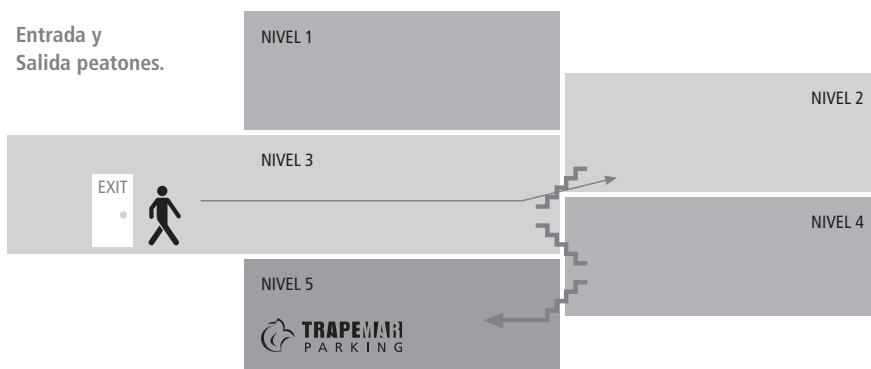 Entrada y
Salida peatones.
NIVEL 1
NIVEL 2
NIVEL 3
EXIT
NIVEL 4
NIVEL 5
TRAPEMAR
PARKING